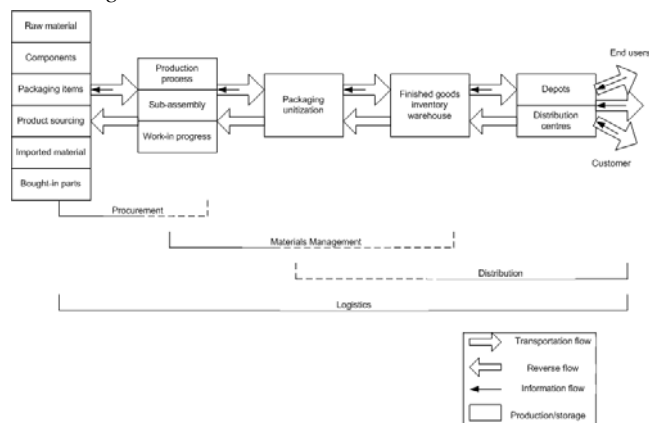 Raw material
Components
Packaging items
Product sourcing
Imported material
Bought-in parts
Production
process
Sub-assembly
Work-in progress
Packaging
unitization
Finished goods
inventory
warehouse
Depots
Distribution
centres
End users
Customer
Procurement
Materials Management
Distribution
Logistics
Transportation flow
Reverse flow
Information flow
Production/storage